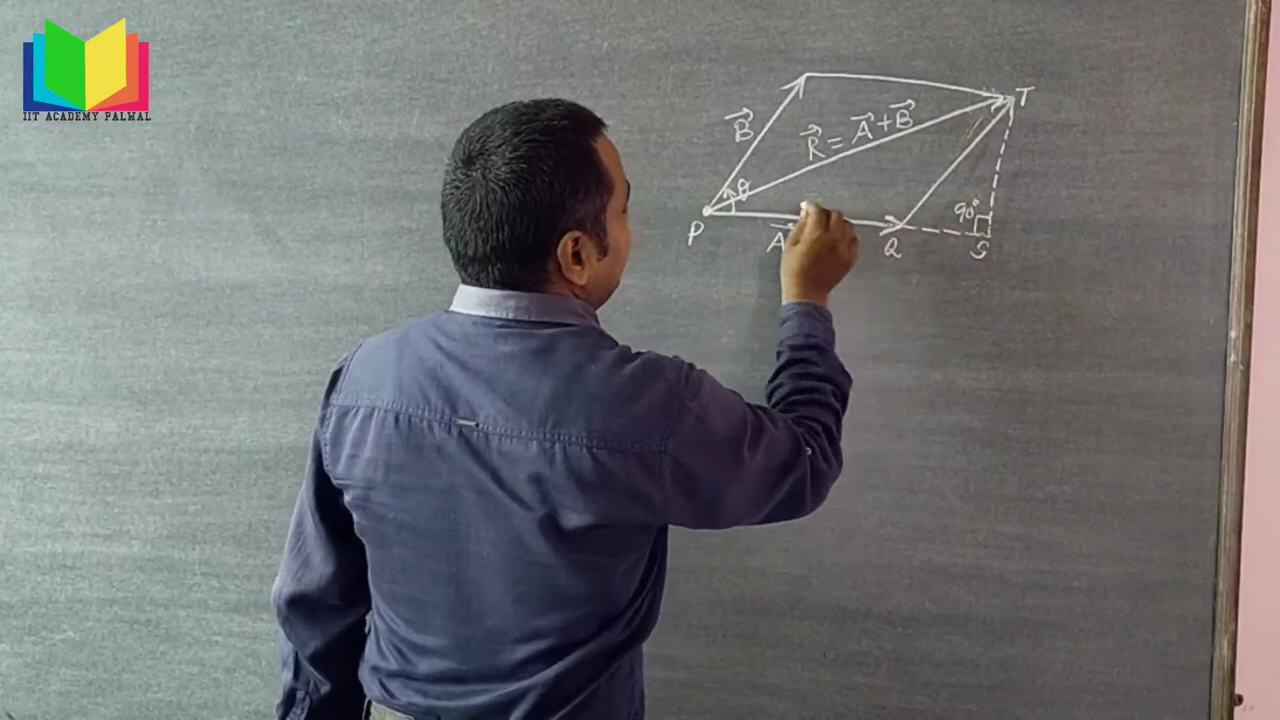 IIT ACADEMY PALWAL
T
B⃗
R⃗ = A⃗ + B⃗
θ
90°
P
A⃗
Q
S